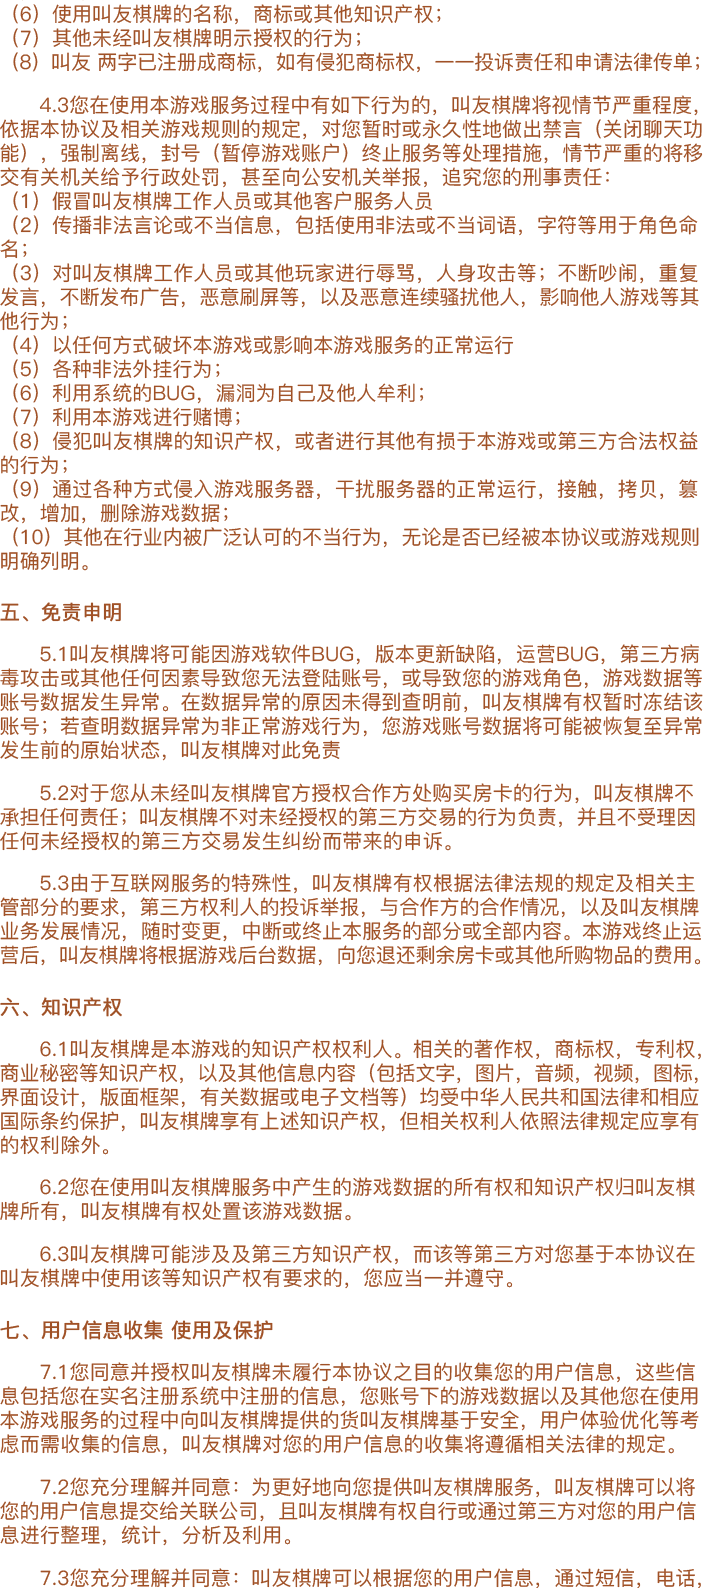 （6）使用叫友棋牌的名称，商标或其他知识产权；
（7）其他未经叫友棋牌明示授权的行为；
（8）叫友 两字已注册成商标，如有侵犯商标权，一一投诉责任和申请法律传单；
4.3您在使用本游戏服务过程中有如下行为的，叫友棋牌将视情节严重程度，
依据本协议及相关游戏规则的规定，对您暂时或永久性地做出禁言（关闭聊天功
能），强制离线，封号（暂停游戏账户）终止服务等处理措施，情节严重的将移
交有关机关给予行政处罚，甚至向公安机关举报，追究您的刑事责任：
（1）假冒叫友棋牌工作人员或其他客户服务人员
（2）传播非法言论或不当信息，包括使用非法或不当词语，字符等用于角色命
名；
（3）对叫友棋牌工作人员或其他玩家进行辱骂，人身攻击等；不断吵闹，重复
发言，不断发布广告，恶意刷屏等，以及恶意连续骚扰他人，影响他人游戏等其
他行为；
（4）以任何方式破坏本游戏或影响本游戏服务的正常运行
（5）各种非法外挂行为；
（6）利用系统的BUG，漏洞为自己及他人牟利；
（7）利用本游戏进行赌博；
（8）侵犯叫友棋牌的知识产权，或者进行其他有损于本游戏或第三方合法权益
的行为；
（9）通过各种方式侵入游戏服务器，干扰服务器的正常运行，接触，拷贝，篡
改，增加，删除游戏数据；
（10）其他在行业内被广泛认可的不当行为，无论是否已经被本协议或游戏规则
明确列明。
五、免责申明
5.1叫友棋牌将可能因游戏软件BUG，版本更新缺陷，运营BUG，第三方病
毒攻击或其他任何因素导致您无法登陆账号，或导致您的游戏角色，游戏数据等
账号数据发生异常。在数据异常的原因未得到查明前，叫友棋牌有权暂时冻结该
账号；若查明数据异常为非正常游戏行为，您游戏账号数据将可能被恢复至异常
发生前的原始状态，叫友棋牌对此免责
5.2对于您从未经叫友棋牌官方授权合作方处购买房卡的行为，叫友棋牌不
承担任何责任；叫友棋牌不对未经授权的第三方交易的行为负责，并且不受理因
任何未经授权的第三方交易发生纠纷而带来的申诉。
5.3由于互联网服务的特殊性，叫友棋牌有权根据法律法规的规定及相关主
管部分的要求，第三方权利人的投诉举报，与合作方的合作情况，以及叫友棋牌
业务发展情况，随时变更，中断或终止本服务的部分或全部内容。本游戏终止运
营后，叫友棋牌将根据游戏后台数据，向您退还剩余房卡或其他所购物品的费用。
六、知识产权
6.1叫友棋牌是本游戏的知识产权权利人。相关的著作权，商标权，专利权，
商业秘密等知识产权，以及其他信息内容（包括文字，图片，音频，视频，图标，
界面设计，版面框架，有关数据或电子文档等）均受中华人民共和国法律和相应
国际条约保护，叫友棋牌享有上述知识产权，但相关权利人依照法律规定应享有
的权利除外。
6.2您在使用叫友棋牌服务中产生的游戏数据的所有权和知识产权归叫友棋
牌所有，叫友棋牌有权处置该游戏数据。
6.3叫友棋牌可能涉及及第三方知识产权，而该等第三方对您基于本协议在
叫友棋牌中使用该等知识产权有要求的，您应当一并遵守。
七、用户信息收集 使用及保护
7.1您同意并授权叫友棋牌未履行本协议之目的收集您的用户信息，这些信
息包括您在实名注册系统中注册的信息，您账号下的游戏数据以及其他您在使用
本游戏服务的过程中向叫友棋牌提供的货叫友棋牌基于安全，用户体验优化等考
虑而需收集的信息，叫友棋牌对您的用户信息的收集将遵循相关法律的规定。
7.2您充分理解并同意：为更好地向您提供叫友棋牌服务，叫友棋牌可以将
您的用户信息提交给关联公司，且叫友棋牌有权自行或通过第三方对您的用户信
息进行整理，统计，分析及利用。
7.3您充分理解并同意：叫友棋牌可以根据您的用户信息，通过短信，电话，